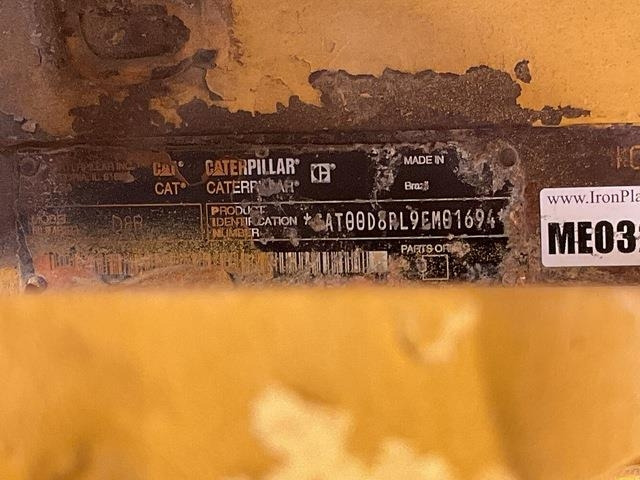 CAT® CATERPILLAR®
CAT® CATERPILLAR®
MADE IN
Brazil
MODEL D8R
PRODUCT
IDENTIFICATION
NUMBER
*CAT00D8RL9EM01694*
PARTS OF
www.IronPla
ME03